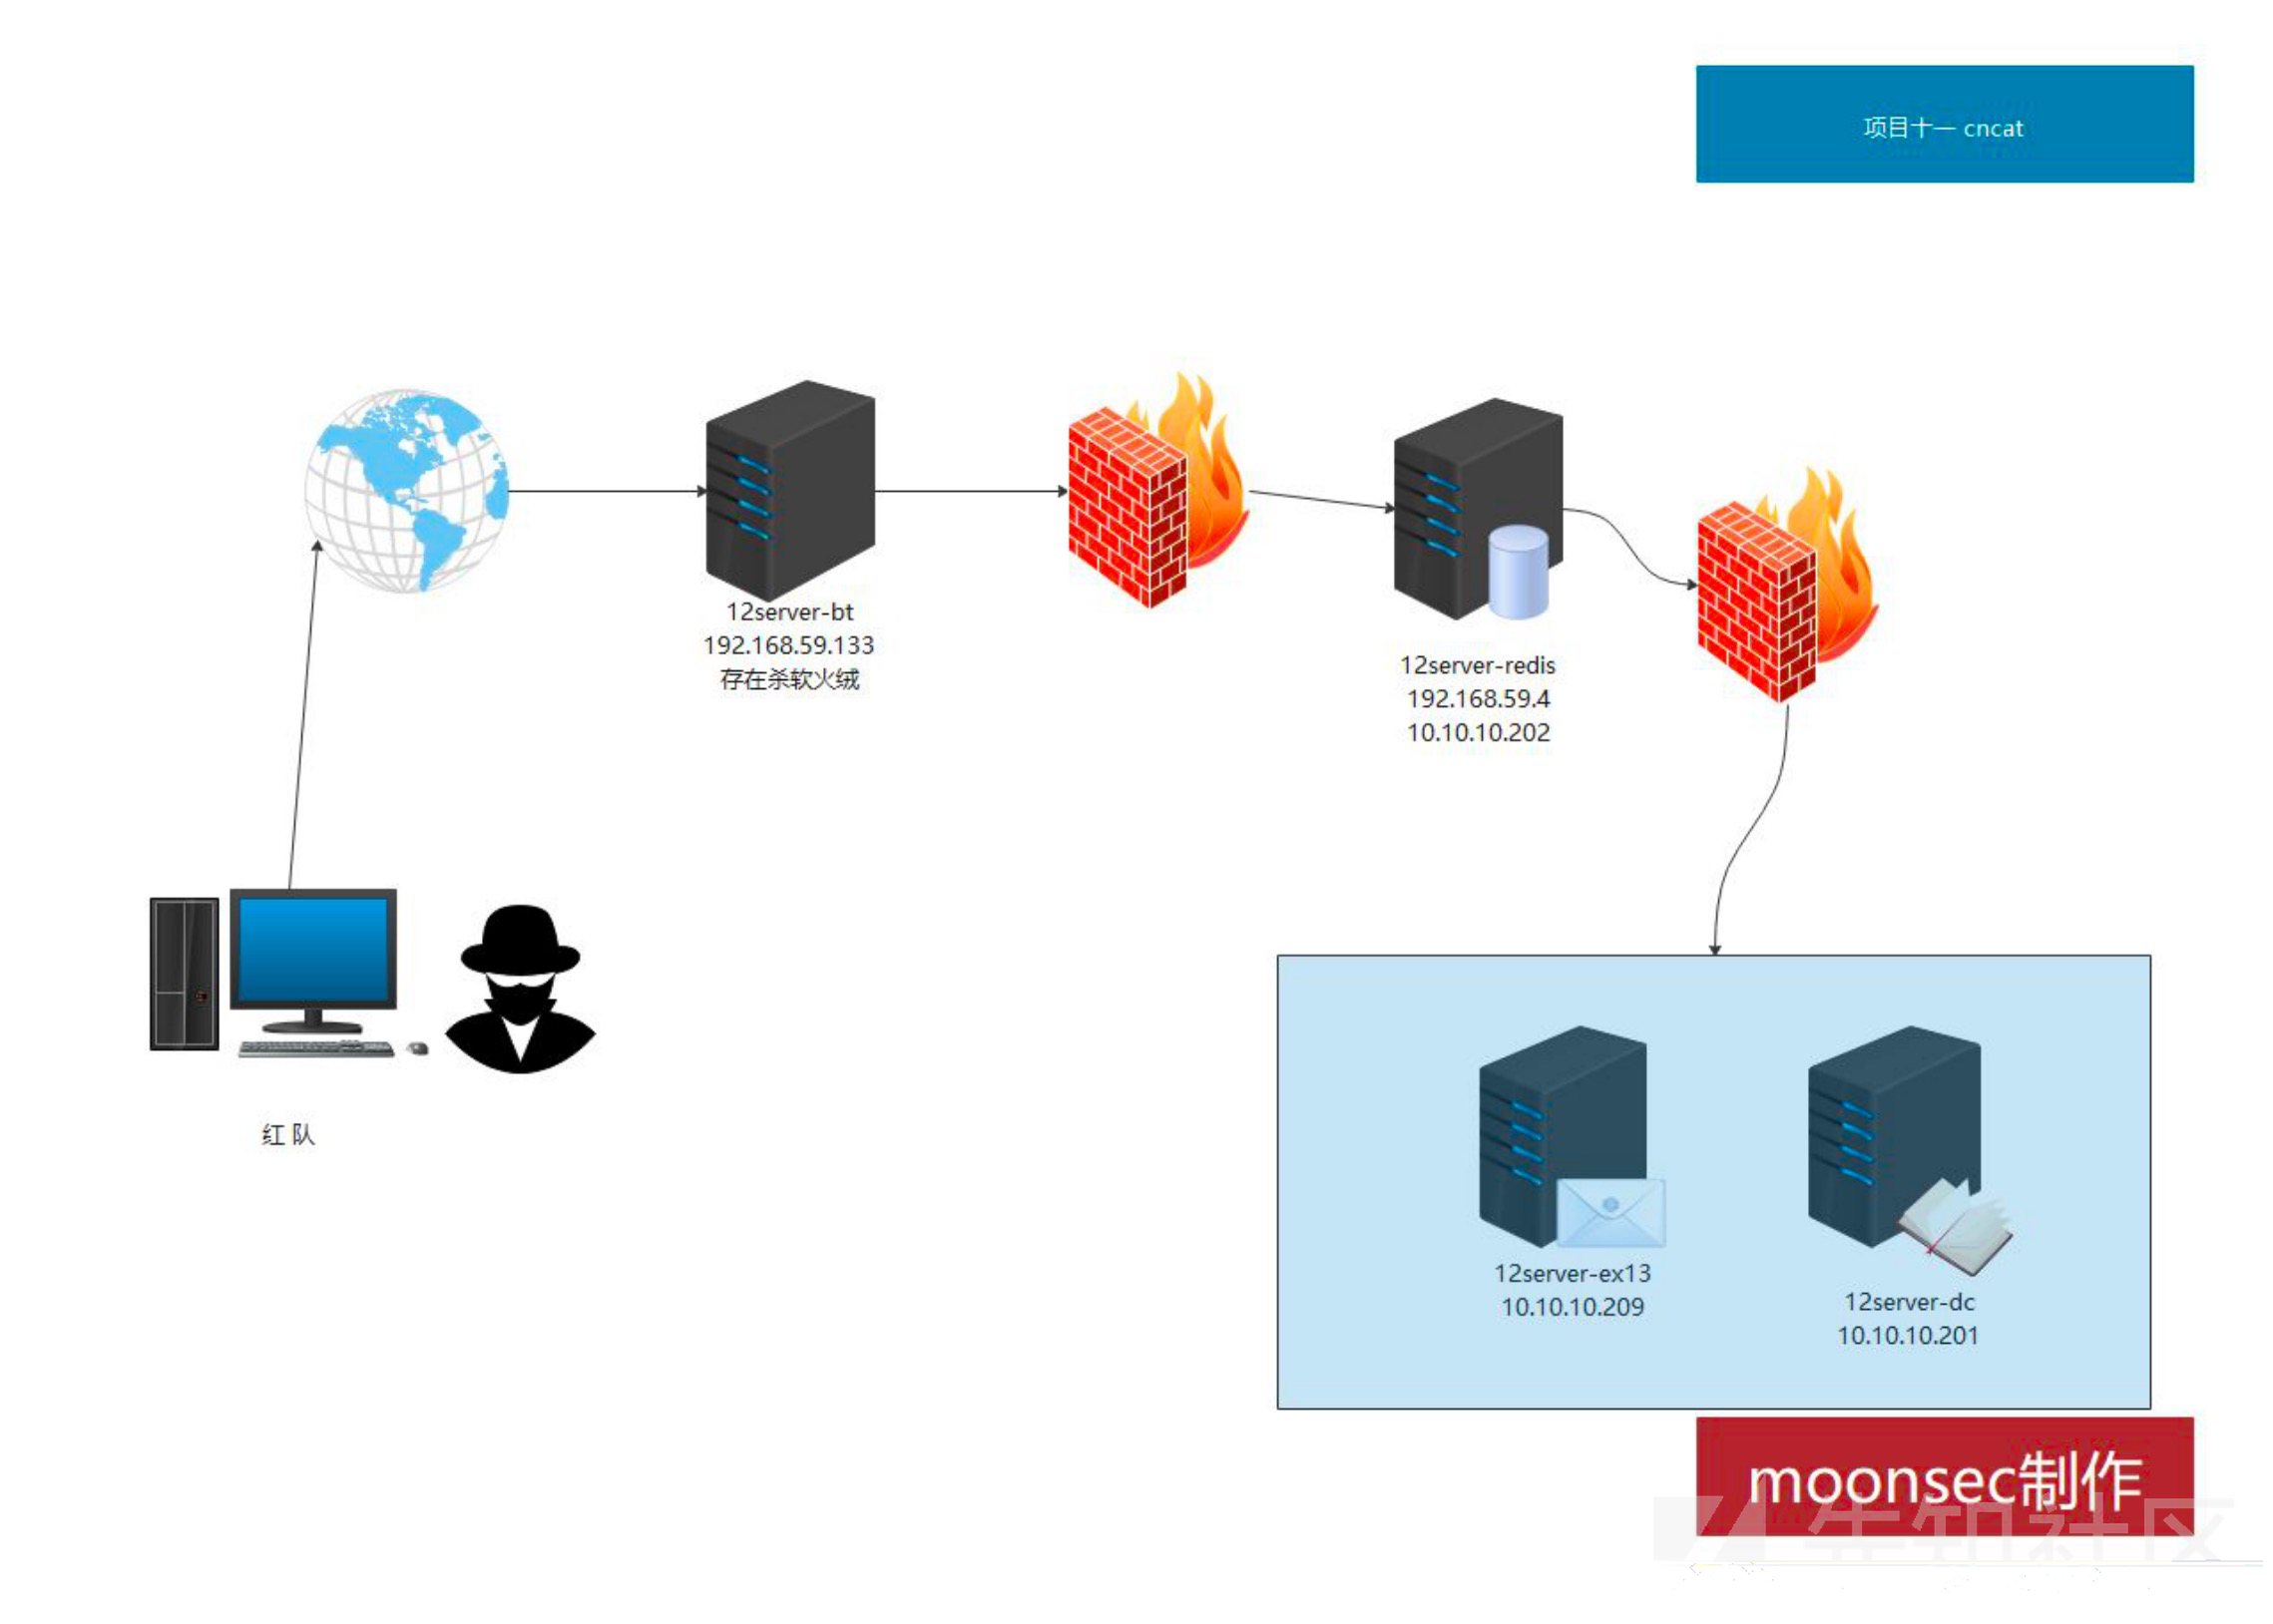 项目十一 cncat
12server-bt
192.168.59.133
存在杀软火绒
12server-redis
192.168.59.4
10.10.10.202
红队
12server-ex13
10.10.10.209
12server-dc
10.10.10.201
moonsec制作
先知社区